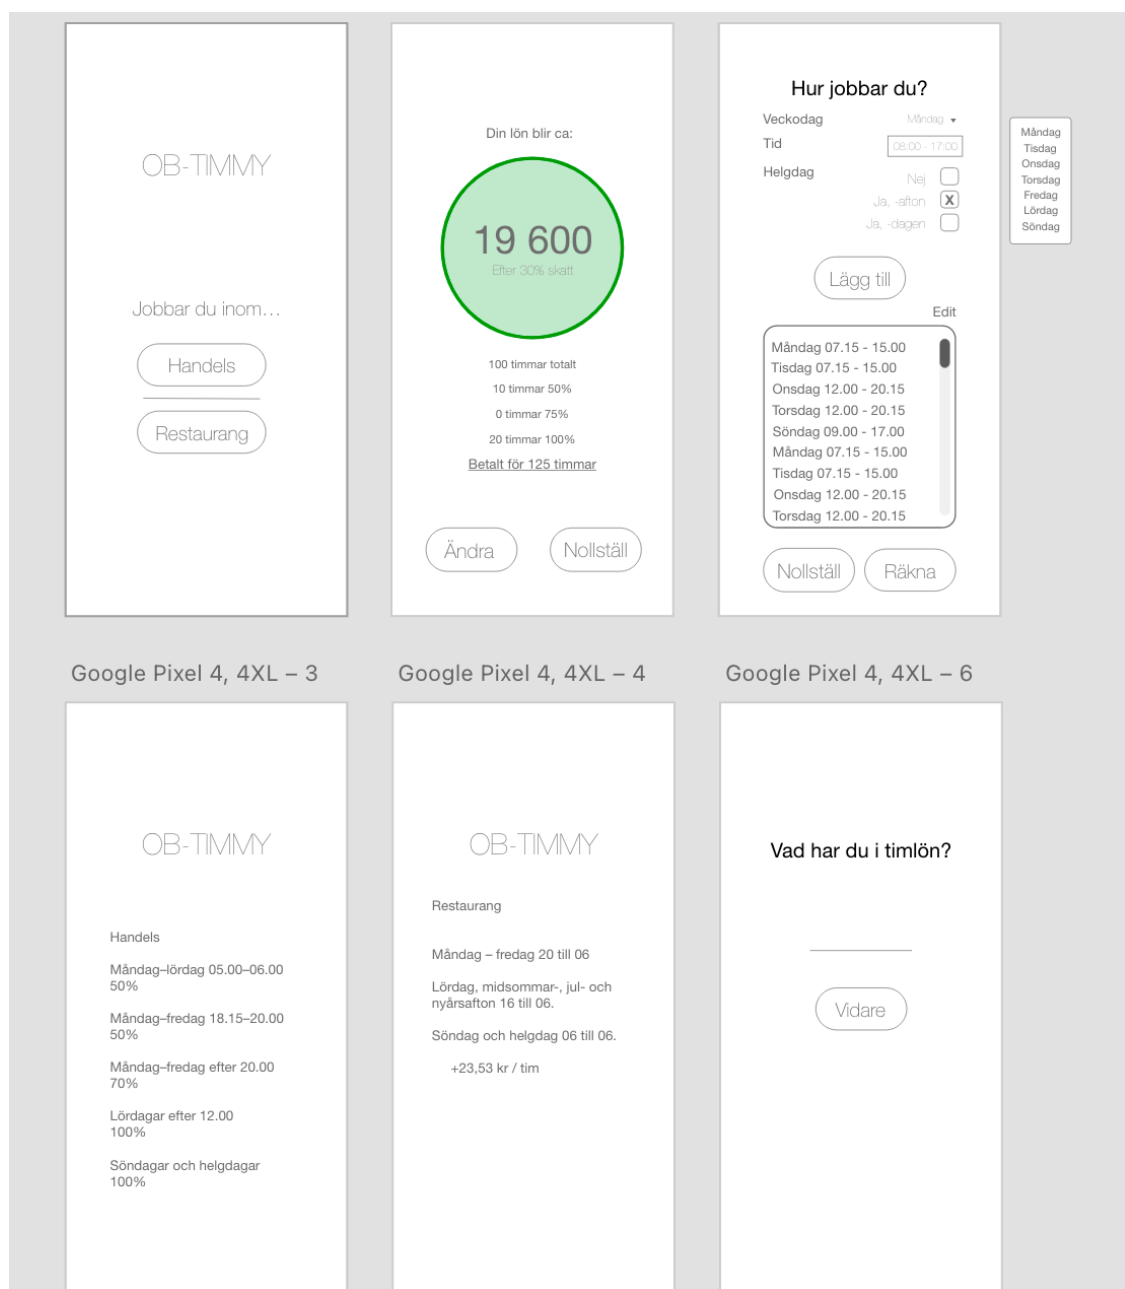 OB-TIMMY
Jobbar du inom...
Handels
Restaurang
Din lön blir ca:
19 600
Efter 30% skatt
100 timmar totalt
10 timmar 50%
0 timmar 75%
20 timmar 100%
Betalt för 125 timmar
Ändra
Nollställ
Hur jobbar du?
Veckodag
Måndag
Tid
08:00 - 17:00
Helgdag
Nej
Ja, -afton
X
Ja, -dagen
Lägg till
Edit
Måndag 07.15 - 15.00
Tisdag 07.15 - 15.00
Onsdag 12.00 - 20.15
Torsdag 12.00 - 20.15
Söndag 09.00 - 17.00
Måndag 07.15 - 15.00
Tisdag 07.15 - 15.00
Onsdag 12.00 - 20.15
Torsdag 12.00 - 20.15
Nollställ
Räkna
Måndag
Tisdag
Onsdag
Torsdag
Fredag
Lördag
Söndag
Google Pixel 4, 4XL – 3
OB-TIMMY
Handels
Måndag–lördag 05.00–06.00
50%
Måndag–fredag 18.15–20.00
50%
Måndag–fredag efter 20.00
70%
Lördagar efter 12.00
100%
Söndagar och helgdagar
100%
Google Pixel 4, 4XL – 4
OB-TIMMY
Restaurang
Måndag – fredag 20 till 06
Lördag, midsommar-, jul- och
nyårsafton 16 till 06.
Söndag och helgdag 06 till 06.
+23,53 kr / tim
Google Pixel 4, 4XL – 6
Vad har du i timlön?
Vidare